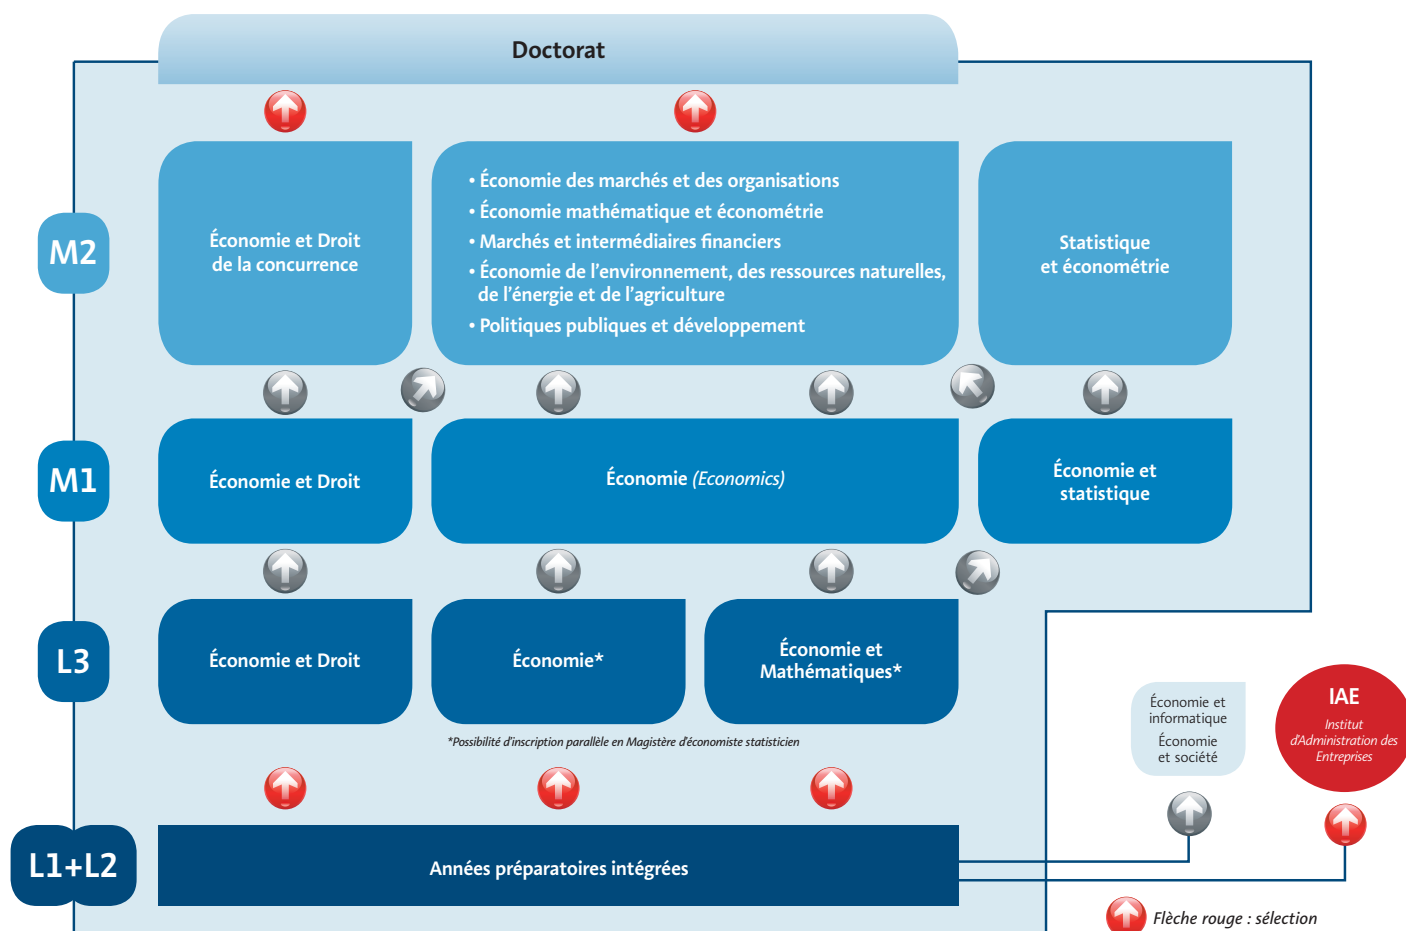 Doctorat
M2
Économie et Droit
de la concurrence
• Économie des marchés et des organisations
• Économie mathématique et économétrie
• Marchés et intermédiaires financiers
• Économie de l'environnement, des ressources naturelles,
de l'énergie et de l'agriculture
• Politiques publiques et développement
Statistique
et économétrie
M1
Économie et Droit
Économie (Economics)
Économie et
statistique
L3
Économie et Droit
Économie*
Économie et
Mathématiques*
*Possibilité d'inscription parallèle en Magistère d'économiste statisticien
Économie et
informatique
Économie
et société
IAE
Institut
d'Administration des
Entreprises
L1+L2
Années préparatoires intégrées
Flèche rouge : sélection